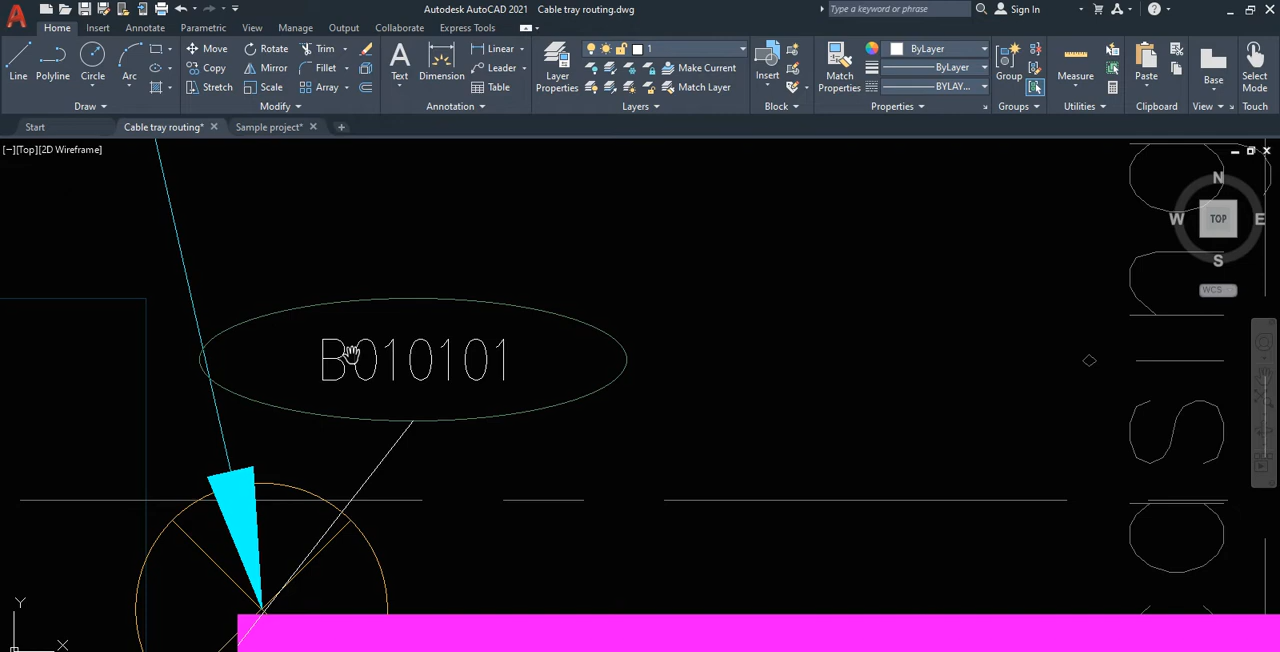 Autodesk AutoCAD 2021 Cable tray routing.dwg
Type a keyword or phrase
Sign In
Home Insert Annotate Parametric View Manage Output Collaborate Express Tools
Line
Polyline
Circle
Arc
Move
Rotate
Trim
Copy
Mirror
Fillet
Stretch
Scale
Array
Text
Dimension
Linear
Leader
Table
Layer
Properties
1
Make Current
Match Layer
Insert
Match
Properties
ByLayer
ByLayer
BYLAY...
Group
Measure
Paste
Base
Select
Mode
Draw
Modify
Annotation
Layers
Block
Properties
Groups
Utilities
Clipboard
View
Touch
Start
Cable tray routing*
Sample project*
[−][Top][2D Wireframe]
N
W
TOP
E
S
WCS
B010101
Y
X